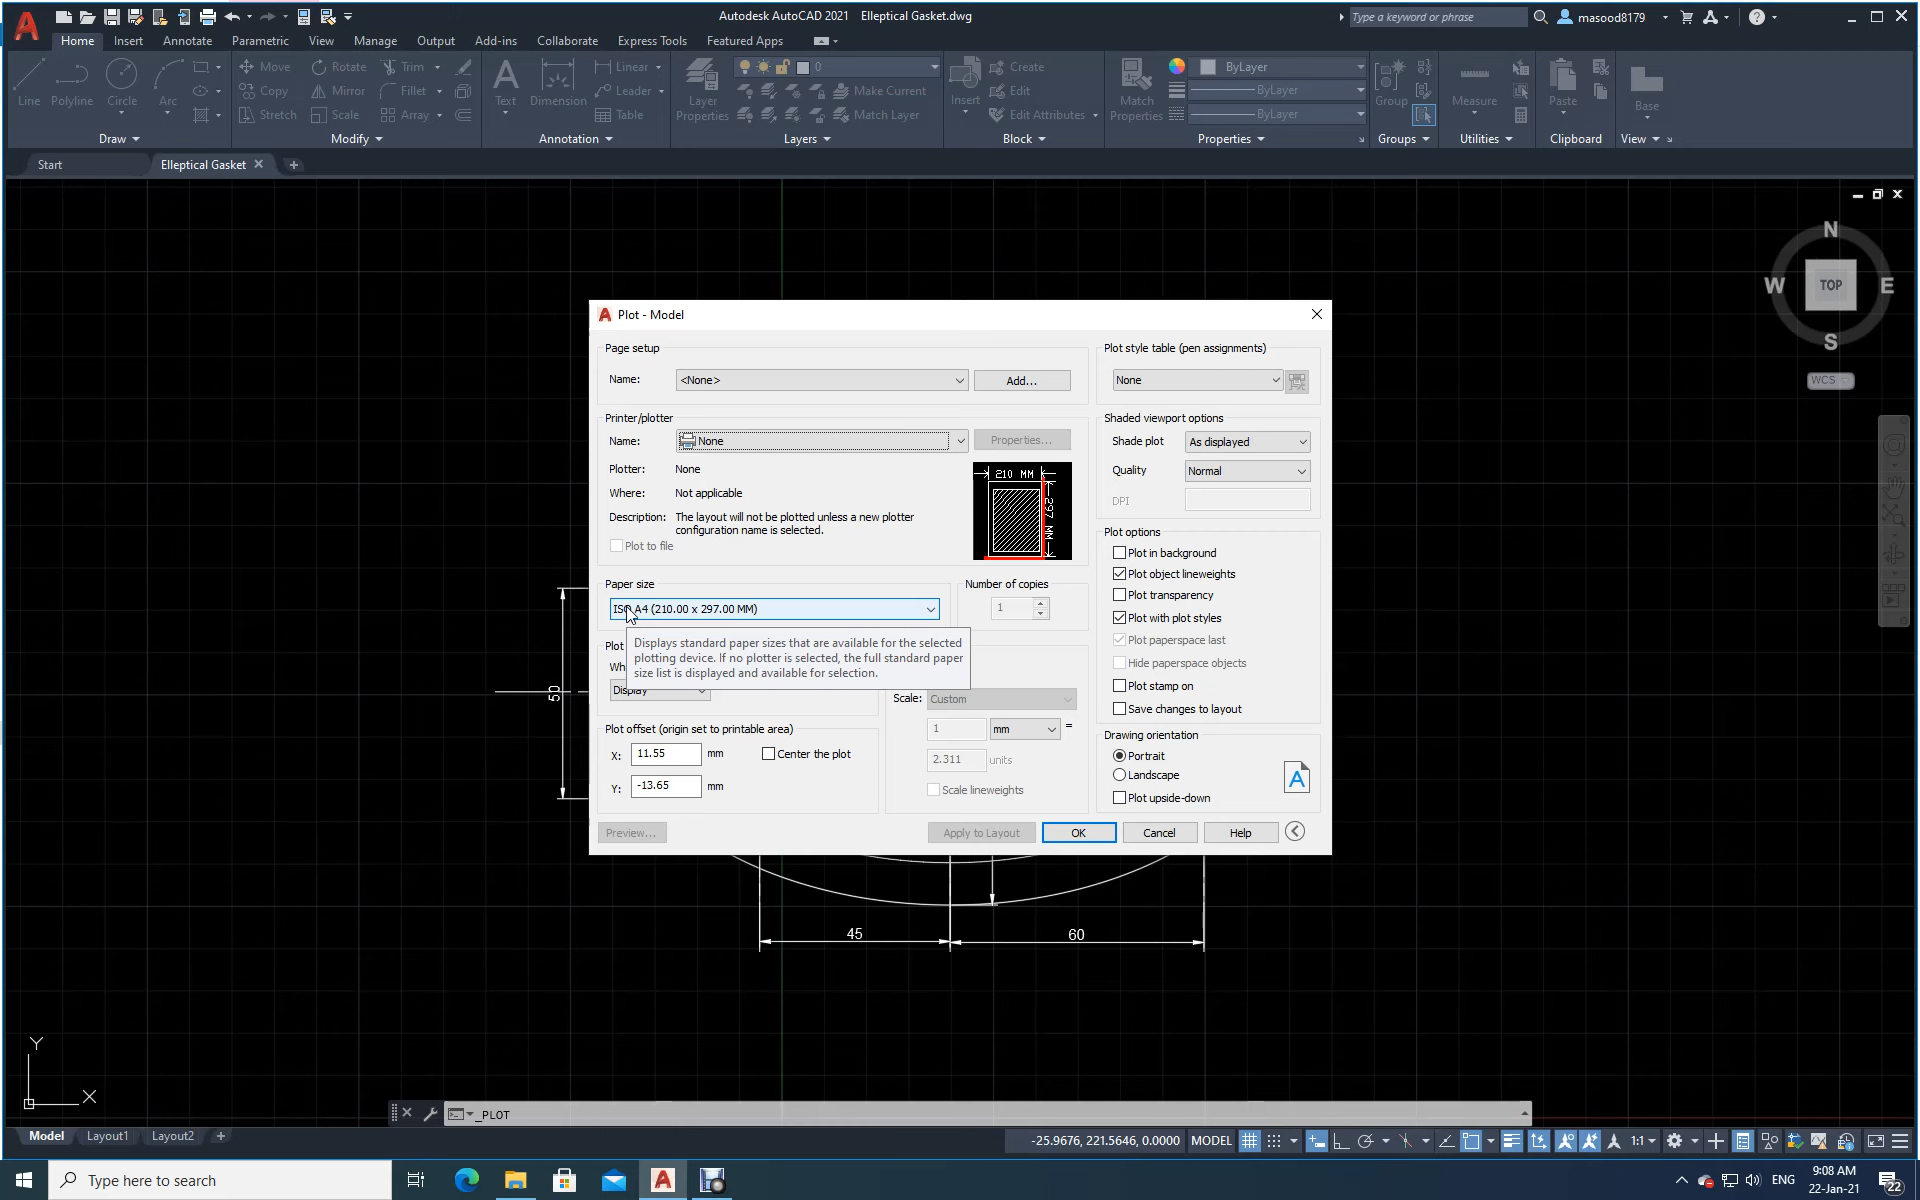 Autodesk AutoCAD 2021 Elleptical Gasket.dwg
Type a keyword or phrase
masood8179
Home Insert Annotate Parametric View Manage Output Add-ins Collaborate Express Tools Featured Apps
Line Polyline Circle Arc
Move Rotate Trim
Copy Mirror Fillet
Stretch Scale Array
Text Dimension
Linear
Leader
Table
Layer
Properties
0
Make Current
Match Layer
Insert
Create
Edit
Edit Attributes
Match
Properties
ByLayer
ByLayer
ByLayer
Group
Measure
Paste
Base
Draw Modify Annotation Layers Block Properties Groups Utilities Clipboard View
Start Elleptical Gasket
N
W TOP E
S
WCS
Plot - Model
Page setup
Name: <None> Add...
Printer/plotter
Name: None Properties...
Plotter: None
Where: Not applicable
Description: The layout will not be plotted unless a new plotter
configuration name is selected.
Plot to file
210 MM
297 MM
Paper size
ISO A4 (210.00 x 297.00 MM)
Number of copies
1
Displays standard paper sizes that are available for the selected
plotting device. If no plotter is selected, the full standard paper
size list is displayed and available for selection.
Plot
Wh
Display
Scale: Custom
1 mm =
2.311 units
Scale lineweights
Plot offset (origin set to printable area)
X: 11.55 mm Center the plot
Y: -13.65 mm
Plot style table (pen assignments)
None
Shaded viewport options
Shade plot As displayed
Quality Normal
DPI
Plot options
Plot in background
Plot object lineweights
Plot transparency
Plot with plot styles
Plot paperspace last
Hide paperspace objects
Plot stamp on
Save changes to layout
Drawing orientation
Portrait
Landscape
Plot upside-down
A
Preview... Apply to Layout OK Cancel Help
50
45 60
Y
X
_PLOT
Model Layout1 Layout2
-25.9676, 221.5646, 0.0000 MODEL 1:1
Type here to search
ENG
9:08 AM
22-Jan-21
22